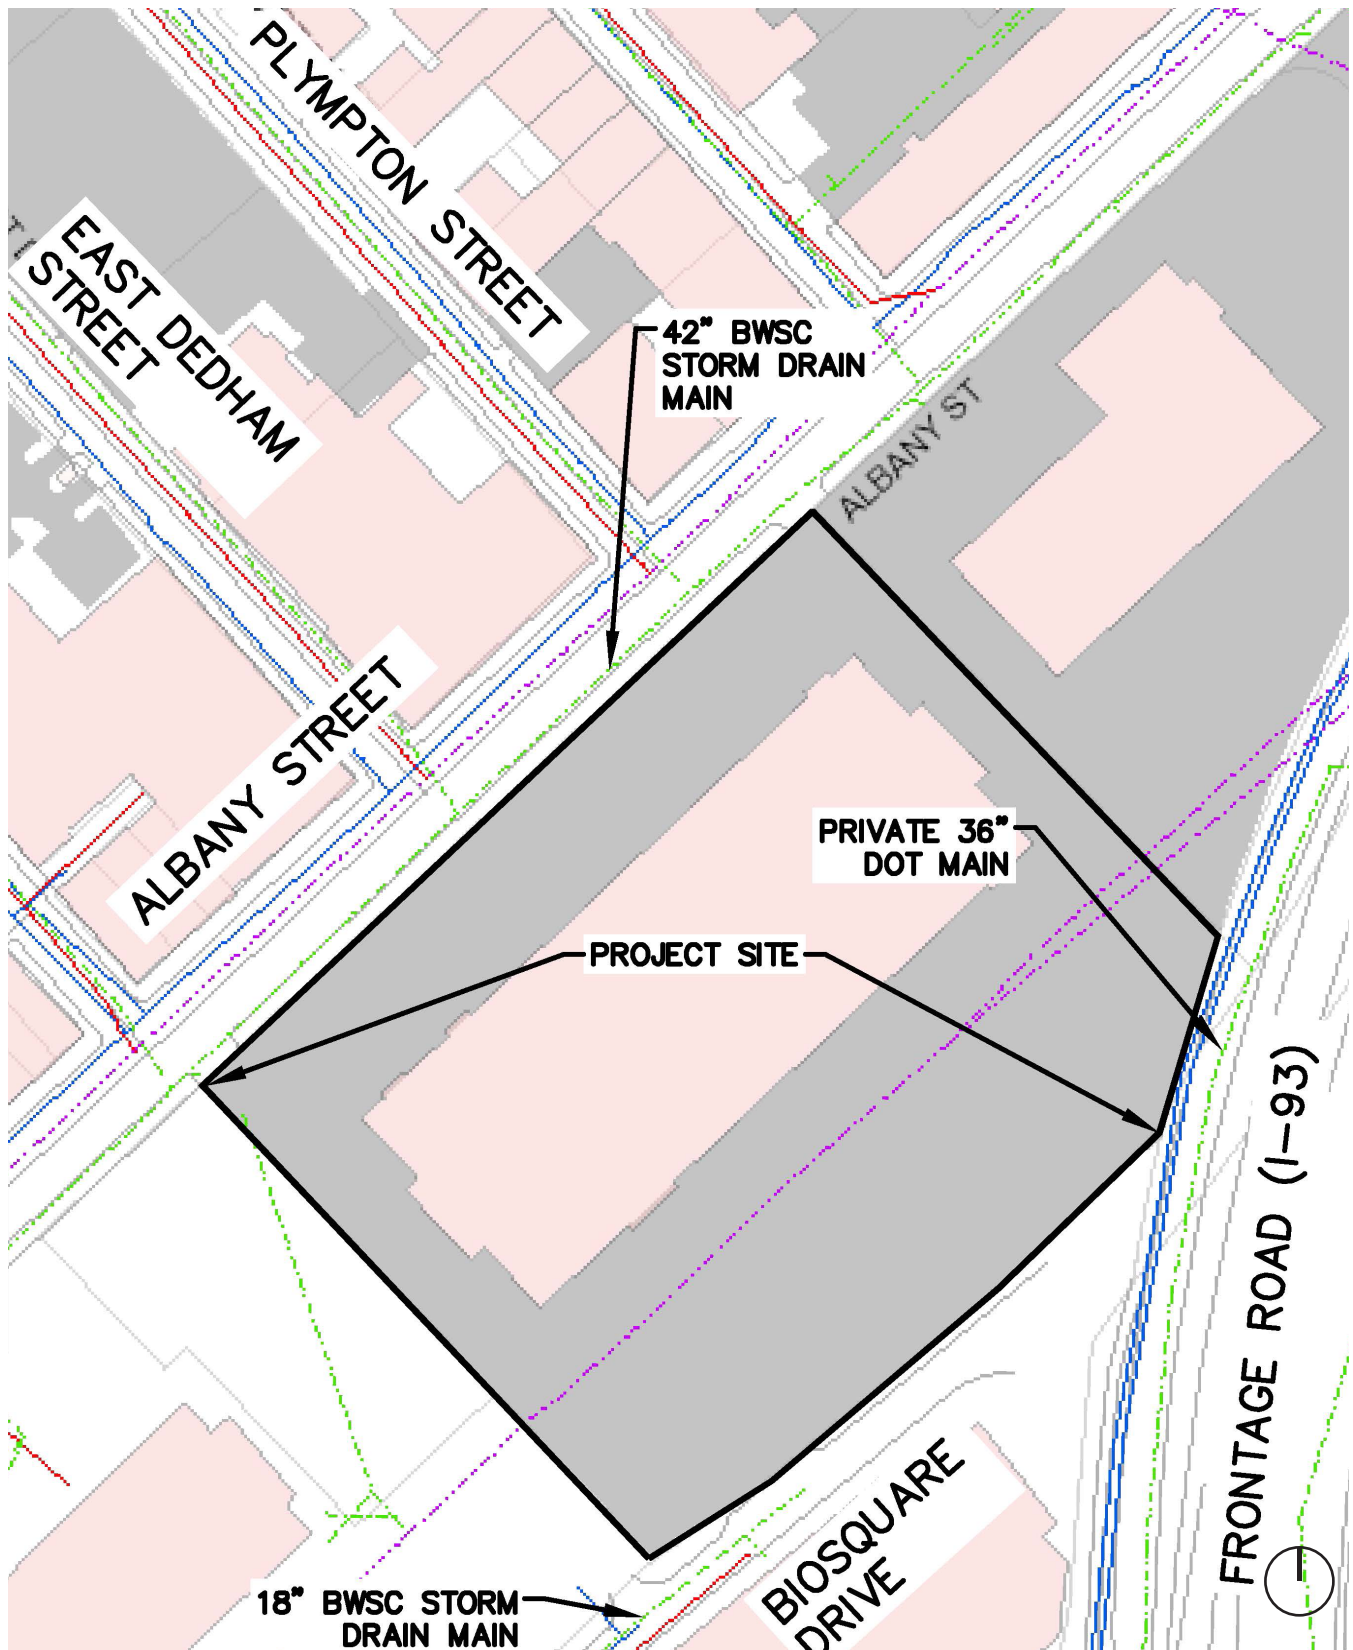 PLYMPTON STREET
EAST DEDHAM
STREET
42" BWSC
STORM DRAIN
MAIN
ALBANY ST
ALBANY STREET
PRIVATE 36"
DOT MAIN
PROJECT SITE
FRONTAGE ROAD (I-93)
BIOSQUARE
DRIVE
18" BWSC STORM
DRAIN MAIN